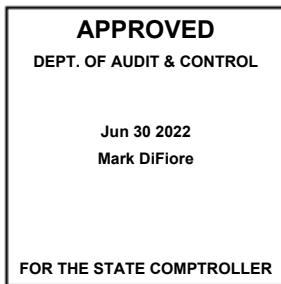 APPROVED
DEPT. OF AUDIT & CONTROL
Jun 30 2022
Mark DiFiore
FOR THE STATE COMPTROLLER